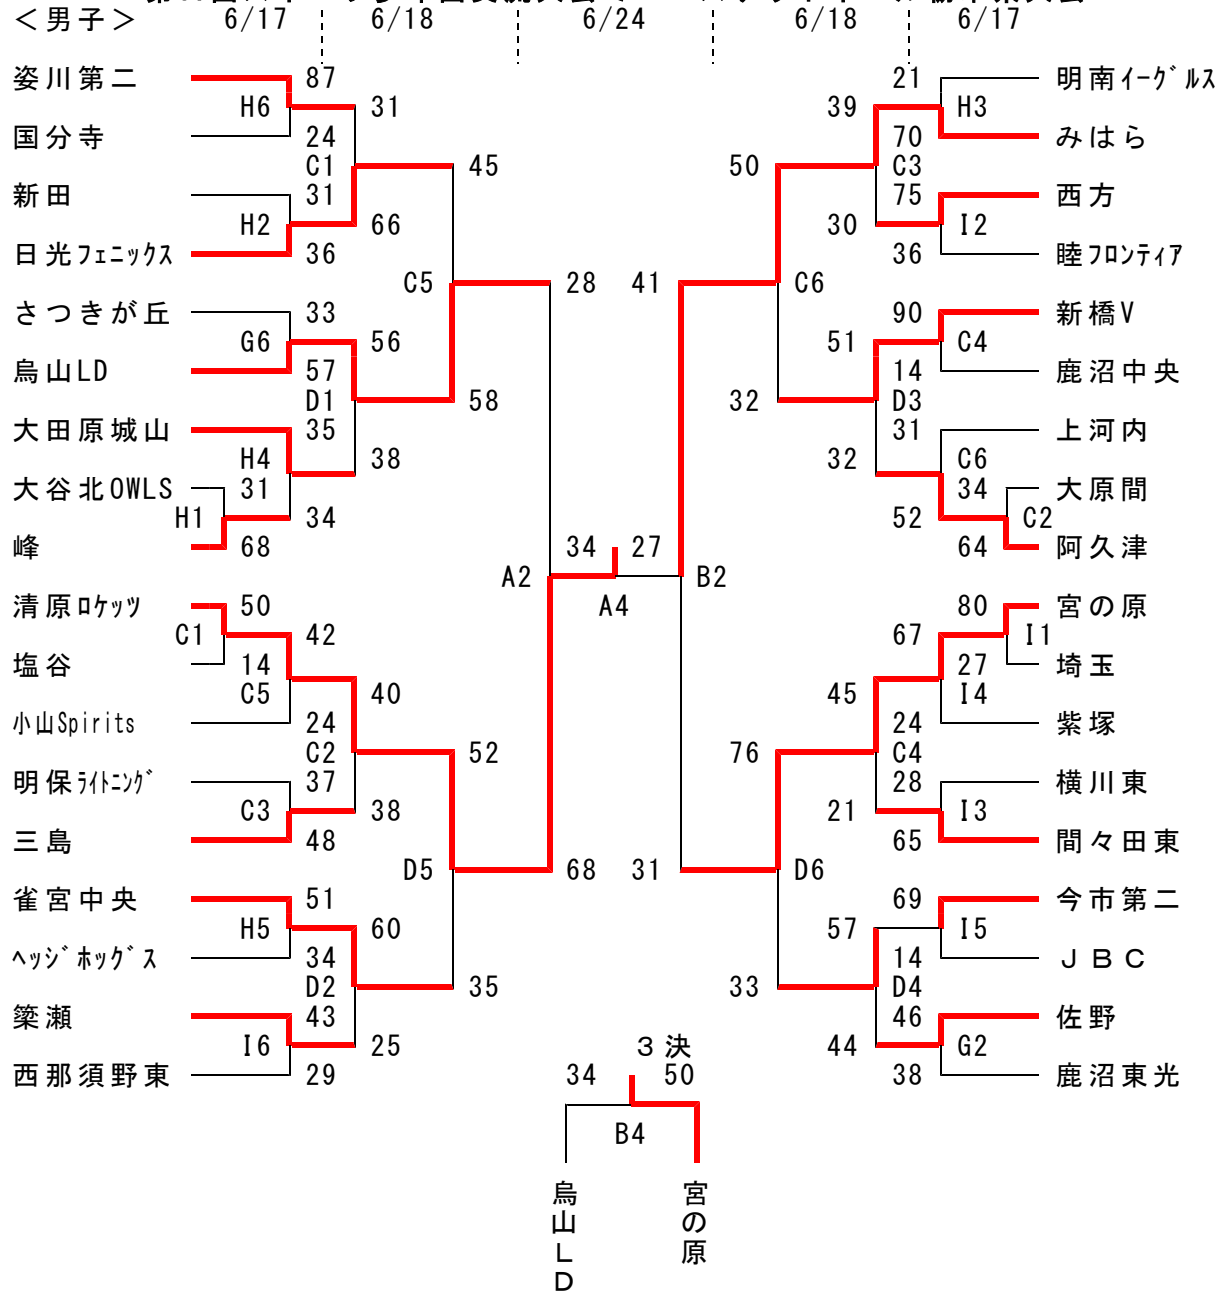 ＜男子＞ 6/17 6/18 6/24 6/18 6/17
姿川第二 87 21 明南イーグルス
H6 31 39 H3
国分寺 24 70 みはら
C1 45 50 C3
新田 31 75 西方
H2 66 30 I2
日光フェニックス 36 36 睦フロンティア
C5 28 41 C6
さつきが丘 33 90 新橋V
G6 56 51 C4
烏山LD 57 14 鹿沼中央
D1 58 32 D3
大田原城山 35 31 上河内
H4 38 32 C6
大谷北OWLS 31 34 大原間
H1 34 52 C2
峰 68 34 27 64 阿久津
A2 A4 B2
清原ロケッツ 50 80 宮の原
C1 42 67 I1
塩谷 14 27 埼玉
C5 40 45 I4
小山Spirits 24 24 紫塚
C2 52 76 C4
明保ライトニング 37 28 横川東
C3 38 21 I3
三島 48 65 間々田東
D5 68 31 D6
雀宮中央 51 69 今市第二
H5 60 57 I5
ヘッジホッグス 34 14 ＪＢＣ
D2 35 33 D4
簗瀬 43 46 佐野
I6 25 44 G2
西那須野東 29 38 鹿沼東光
３決
34 50
B4
烏山ＬＤ
宮の原